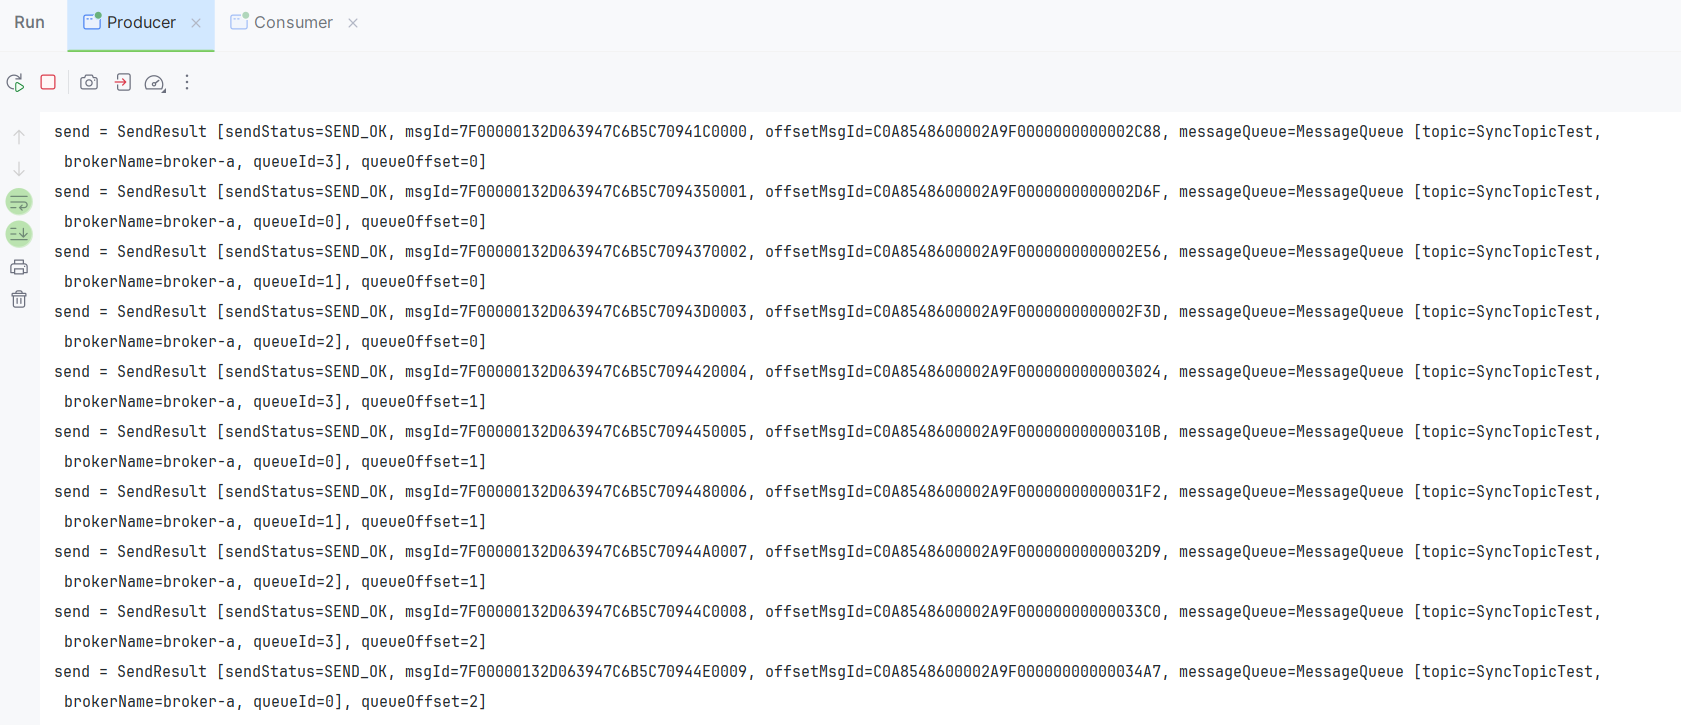 Run Producer Consumer
send = SendResult [sendStatus=SEND_OK, msgId=7F00000132D063947C6B5C70941C0000, offsetMsgId=C0A8548600002A9F0000000000002C88, messageQueue=MessageQueue [topic=SyncTopicTest,
brokerName=broker-a, queueId=3], queueOffset=0]
send = SendResult [sendStatus=SEND_OK, msgId=7F00000132D063947C6B5C7094350001, offsetMsgId=C0A8548600002A9F0000000000002D6F, messageQueue=MessageQueue [topic=SyncTopicTest,
brokerName=broker-a, queueId=0], queueOffset=0]
send = SendResult [sendStatus=SEND_OK, msgId=7F00000132D063947C6B5C7094370002, offsetMsgId=C0A8548600002A9F0000000000002E56, messageQueue=MessageQueue [topic=SyncTopicTest,
brokerName=broker-a, queueId=1], queueOffset=0]
send = SendResult [sendStatus=SEND_OK, msgId=7F00000132D063947C6B5C70943D0003, offsetMsgId=C0A8548600002A9F0000000000002F3D, messageQueue=MessageQueue [topic=SyncTopicTest,
brokerName=broker-a, queueId=2], queueOffset=0]
send = SendResult [sendStatus=SEND_OK, msgId=7F00000132D063947C6B5C7094420004, offsetMsgId=C0A8548600002A9F0000000000003024, messageQueue=MessageQueue [topic=SyncTopicTest,
brokerName=broker-a, queueId=3], queueOffset=1]
send = SendResult [sendStatus=SEND_OK, msgId=7F00000132D063947C6B5C7094450005, offsetMsgId=C0A8548600002A9F000000000000310B, messageQueue=MessageQueue [topic=SyncTopicTest,
brokerName=broker-a, queueId=0], queueOffset=1]
send = SendResult [sendStatus=SEND_OK, msgId=7F00000132D063947C6B5C7094480006, offsetMsgId=C0A8548600002A9F00000000000031F2, messageQueue=MessageQueue [topic=SyncTopicTest,
brokerName=broker-a, queueId=1], queueOffset=1]
send = SendResult [sendStatus=SEND_OK, msgId=7F00000132D063947C6B5C70944A0007, offsetMsgId=C0A8548600002A9F00000000000032D9, messageQueue=MessageQueue [topic=SyncTopicTest,
brokerName=broker-a, queueId=2], queueOffset=1]
send = SendResult [sendStatus=SEND_OK, msgId=7F00000132D063947C6B5C70944C0008, offsetMsgId=C0A8548600002A9F00000000000033C0, messageQueue=MessageQueue [topic=SyncTopicTest,
brokerName=broker-a, queueId=3], queueOffset=2]
send = SendResult [sendStatus=SEND_OK, msgId=7F00000132D063947C6B5C70944E0009, offsetMsgId=C0A8548600002A9F00000000000034A7, messageQueue=MessageQueue [topic=SyncTopicTest,
brokerName=broker-a, queueId=0], queueOffset=2]